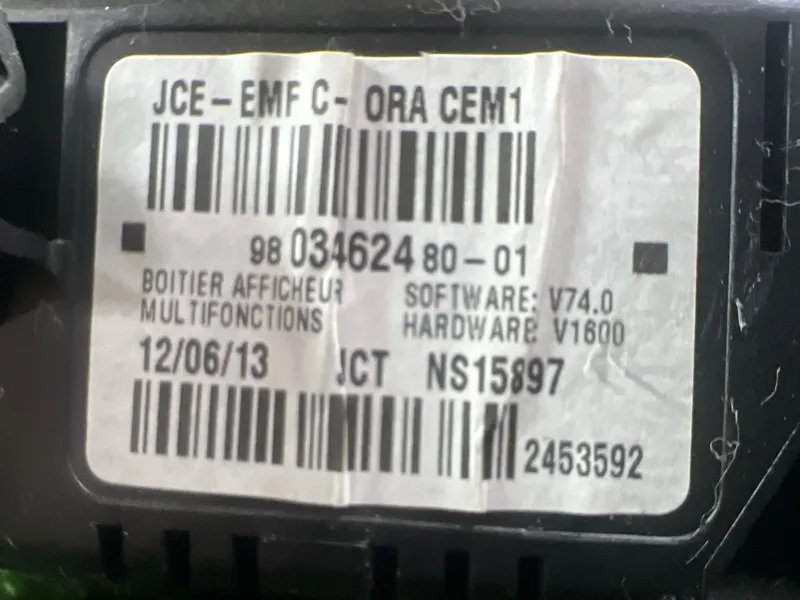 JCE-EMF C- ORA CEM1
98 034624 80-01
BOITIER AFFICHEUR
MULTIFONCTIONS
SOFTWARE: V74.0
HARDWARE: V1600
12/06/13 JCT NS15897
2453592